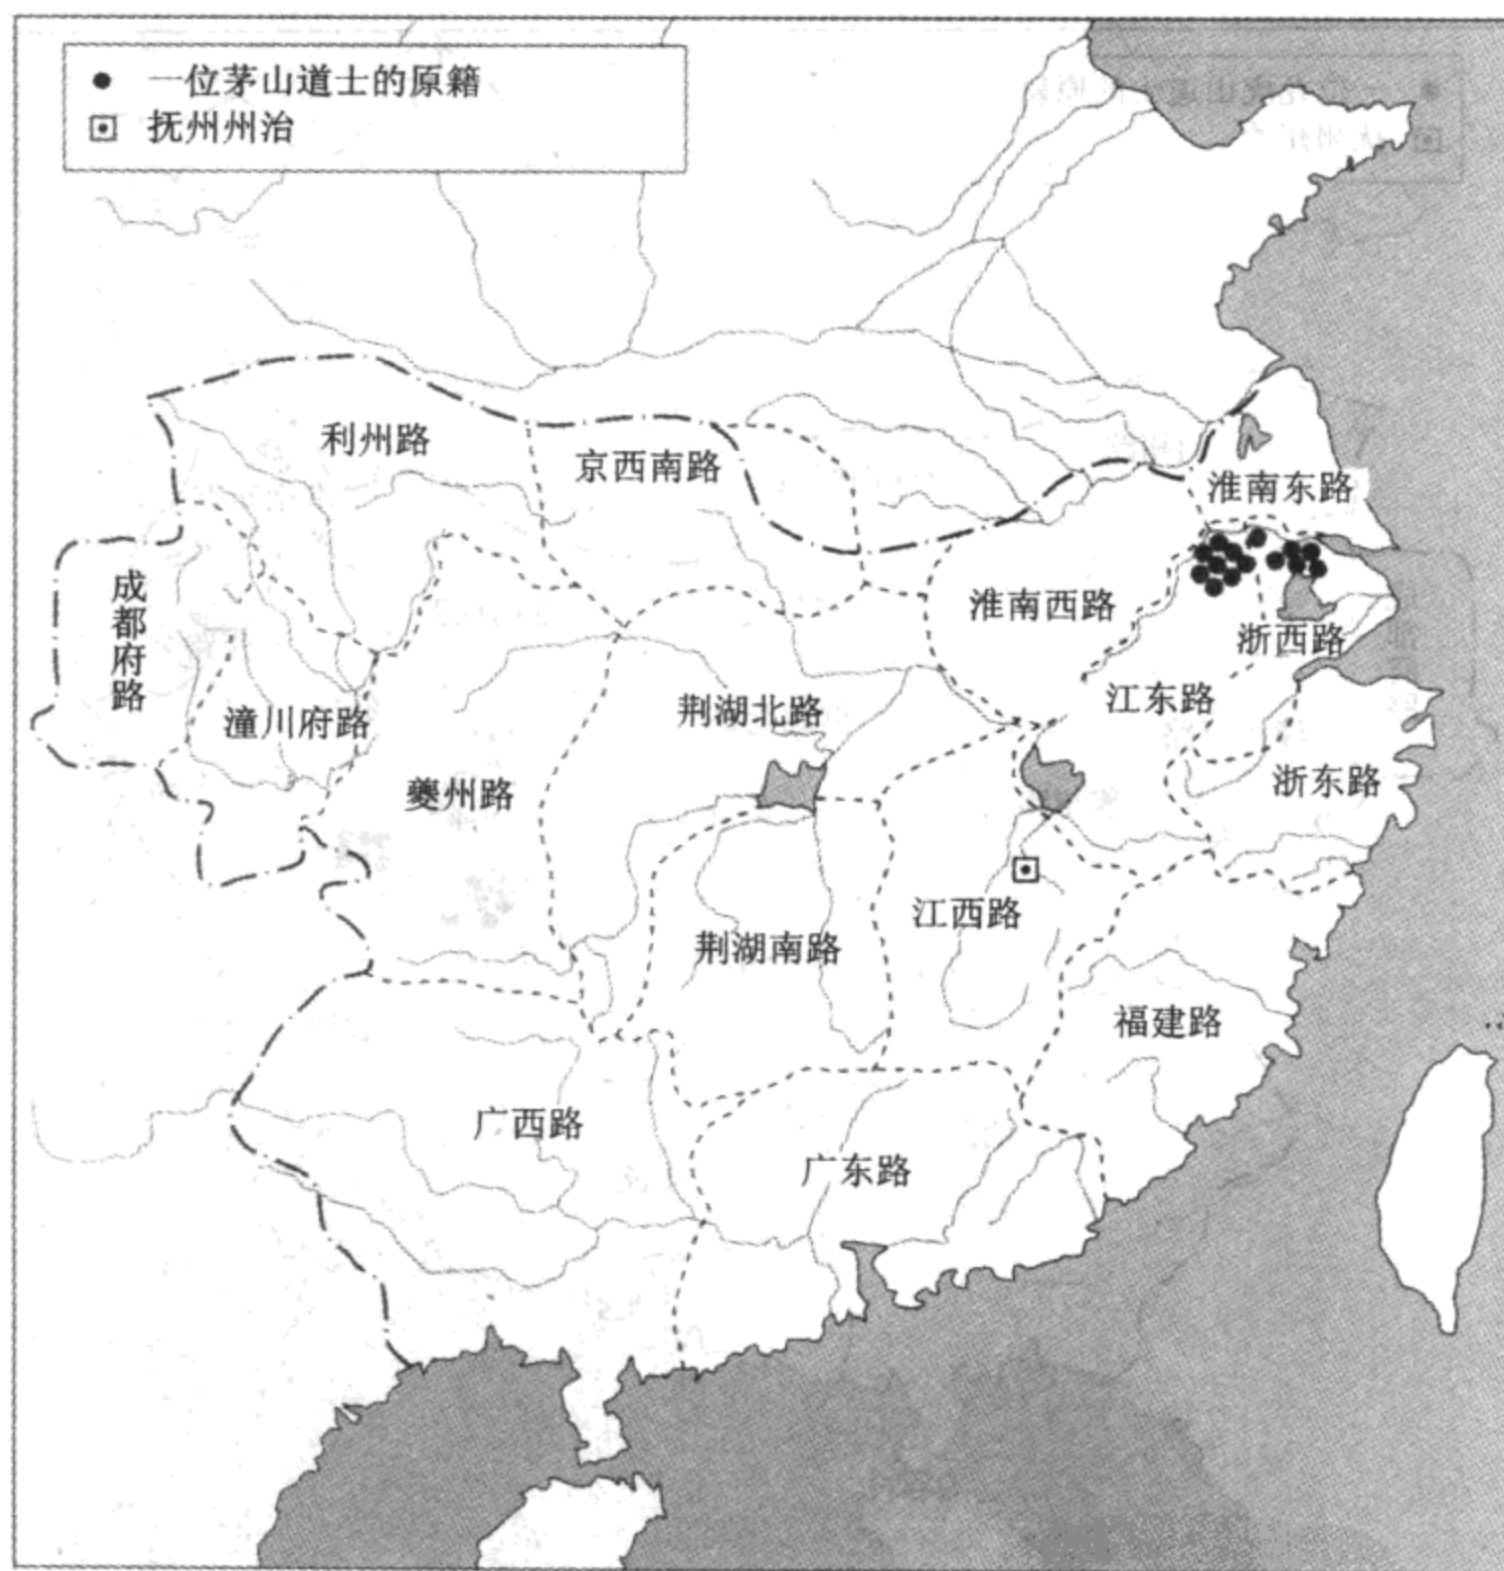 一位茅山道士的原籍
抚州州治
利州路
京西南路
淮南东路
成都府路
淮南西路
浙西路
江东路
荆湖北路
潼川府路
夔州路
浙东路
江西路
荆湖南路
福建路
广西路
广东路